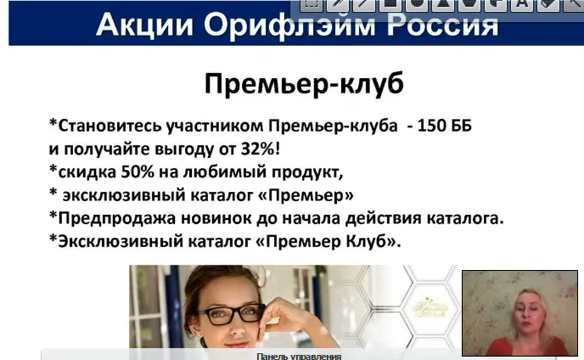 Акции Орифлэйм Россия
Премьер-клуб
*Становитесь участником Премьер-клуба - 150 ББ
и получайте выгоду от 32%!
*скидка 50% на любимый продукт,
* эксклюзивный каталог «Премьер»
*Предпродажа новинок до начала действия каталога.
*Эксклюзивный каталог «Премьер Клуб».
Панель управления